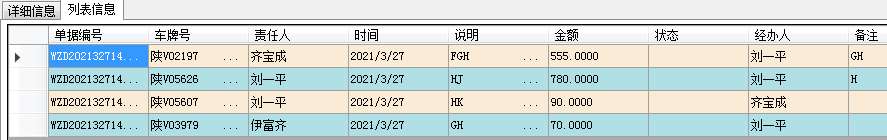 详细信息 列表信息
单据编号 车牌号 责任人 时间 说明 金额 状态 经办人 备注
WZD202132714... 陕V02197 ... 齐宝成 2021/3/27 FGH ... 555.0000 刘一平 GH
WZD202132714... 陕V05626 ... 刘一平 2021/3/27 HJ ... 780.0000 刘一平 H
WZD202132714... 陕V05607 ... 刘一平 2021/3/27 HK ... 90.0000 齐宝成
WZD202132714... 陕V03979 ... 伊富齐 2021/3/27 GH ... 70.0000 刘一平